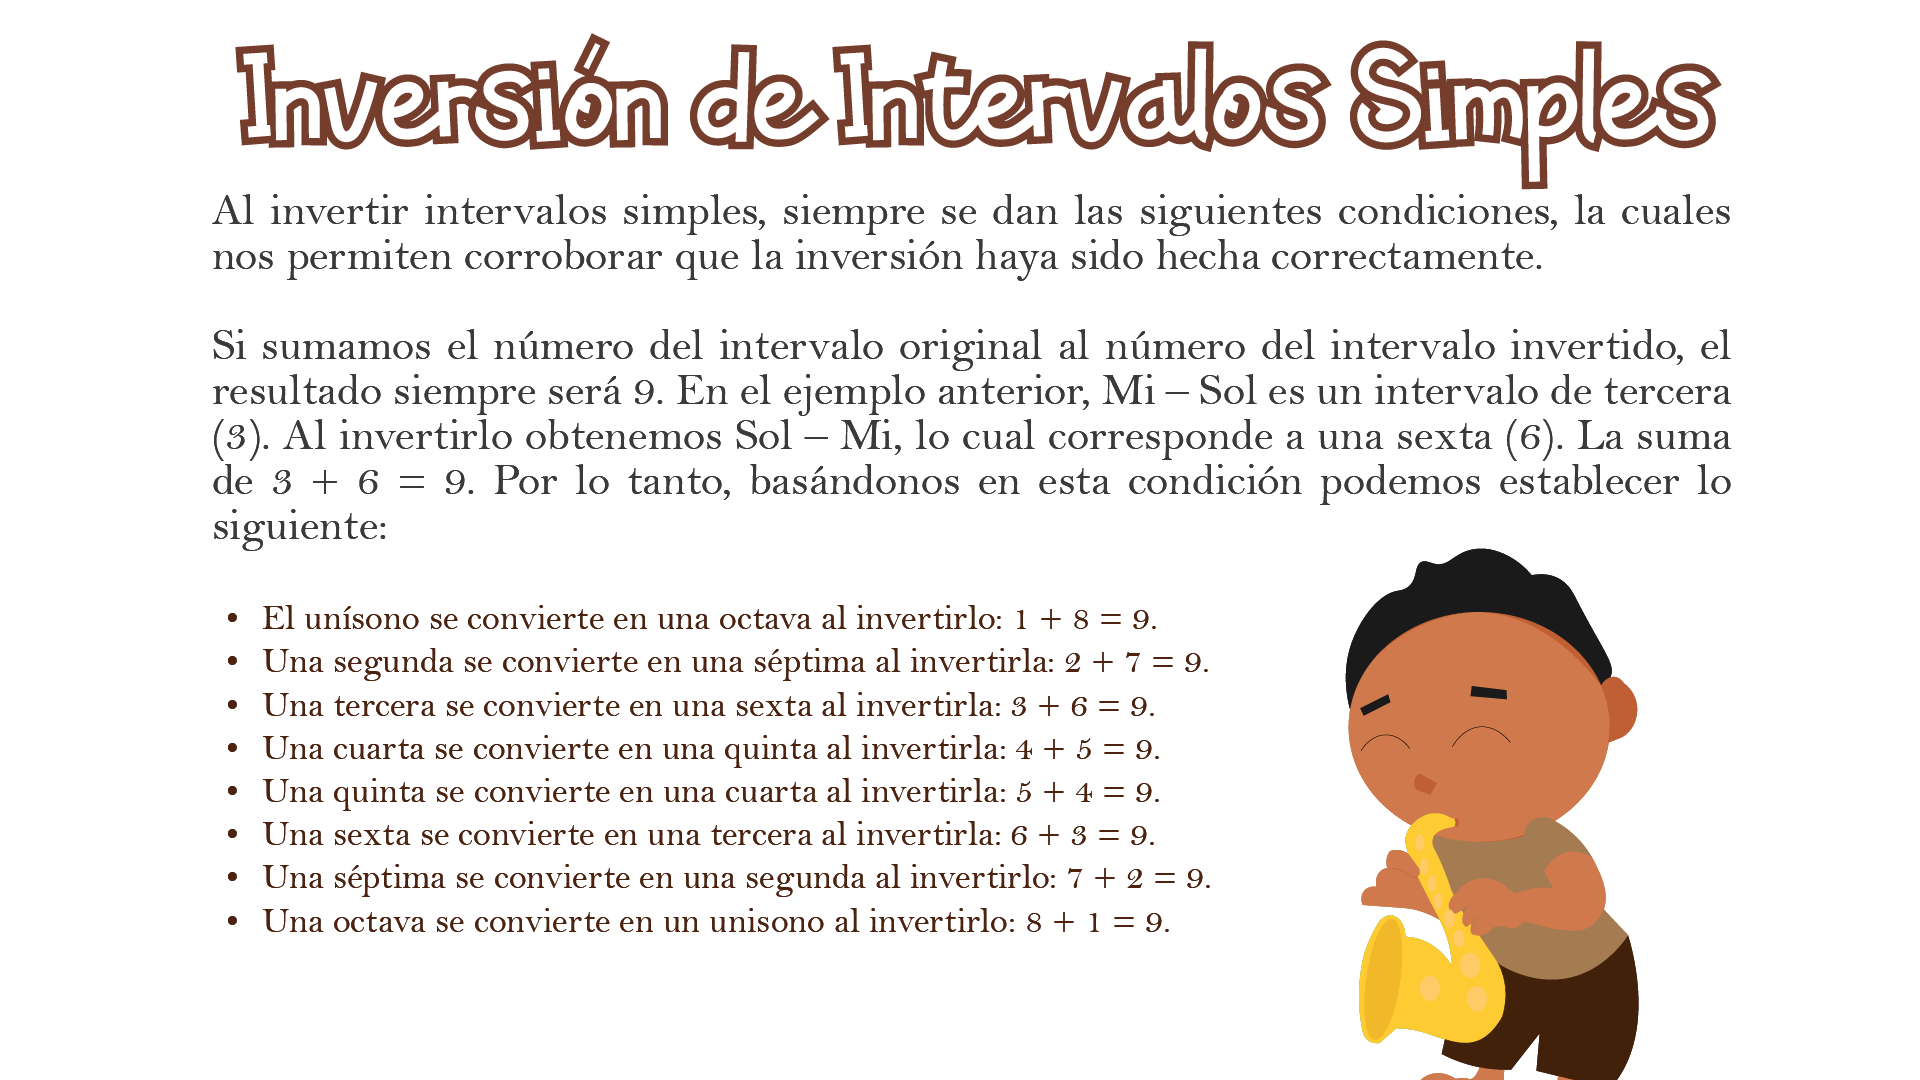 Inversión de Intervalos Simples
Al invertir intervalos simples, siempre se dan las siguientes condiciones, la cuales
nos permiten corroborar que la inversión haya sido hecha correctamente.
Si sumamos el número del intervalo original al número del intervalo invertido, el
resultado siempre será 9. En el ejemplo anterior, Mi – Sol es un intervalo de tercera
(3). Al invertirlo obtenemos Sol – Mi, lo cual corresponde a una sexta (6). La suma
de 3 + 6 = 9. Por lo tanto, basándonos en esta condición podemos establecer lo
siguiente:
• El unísono se convierte en una octava al invertirlo: 1 + 8 = 9.
• Una segunda se convierte en una séptima al invertirla: 2 + 7 = 9.
• Una tercera se convierte en una sexta al invertirla: 3 + 6 = 9.
• Una cuarta se convierte en una quinta al invertirla: 4 + 5 = 9.
• Una quinta se convierte en una cuarta al invertirla: 5 + 4 = 9.
• Una sexta se convierte en una tercera al invertirla: 6 + 3 = 9.
• Una séptima se convierte en una segunda al invertirlo: 7 + 2 = 9.
• Una octava se convierte en un unisono al invertirlo: 8 + 1 = 9.